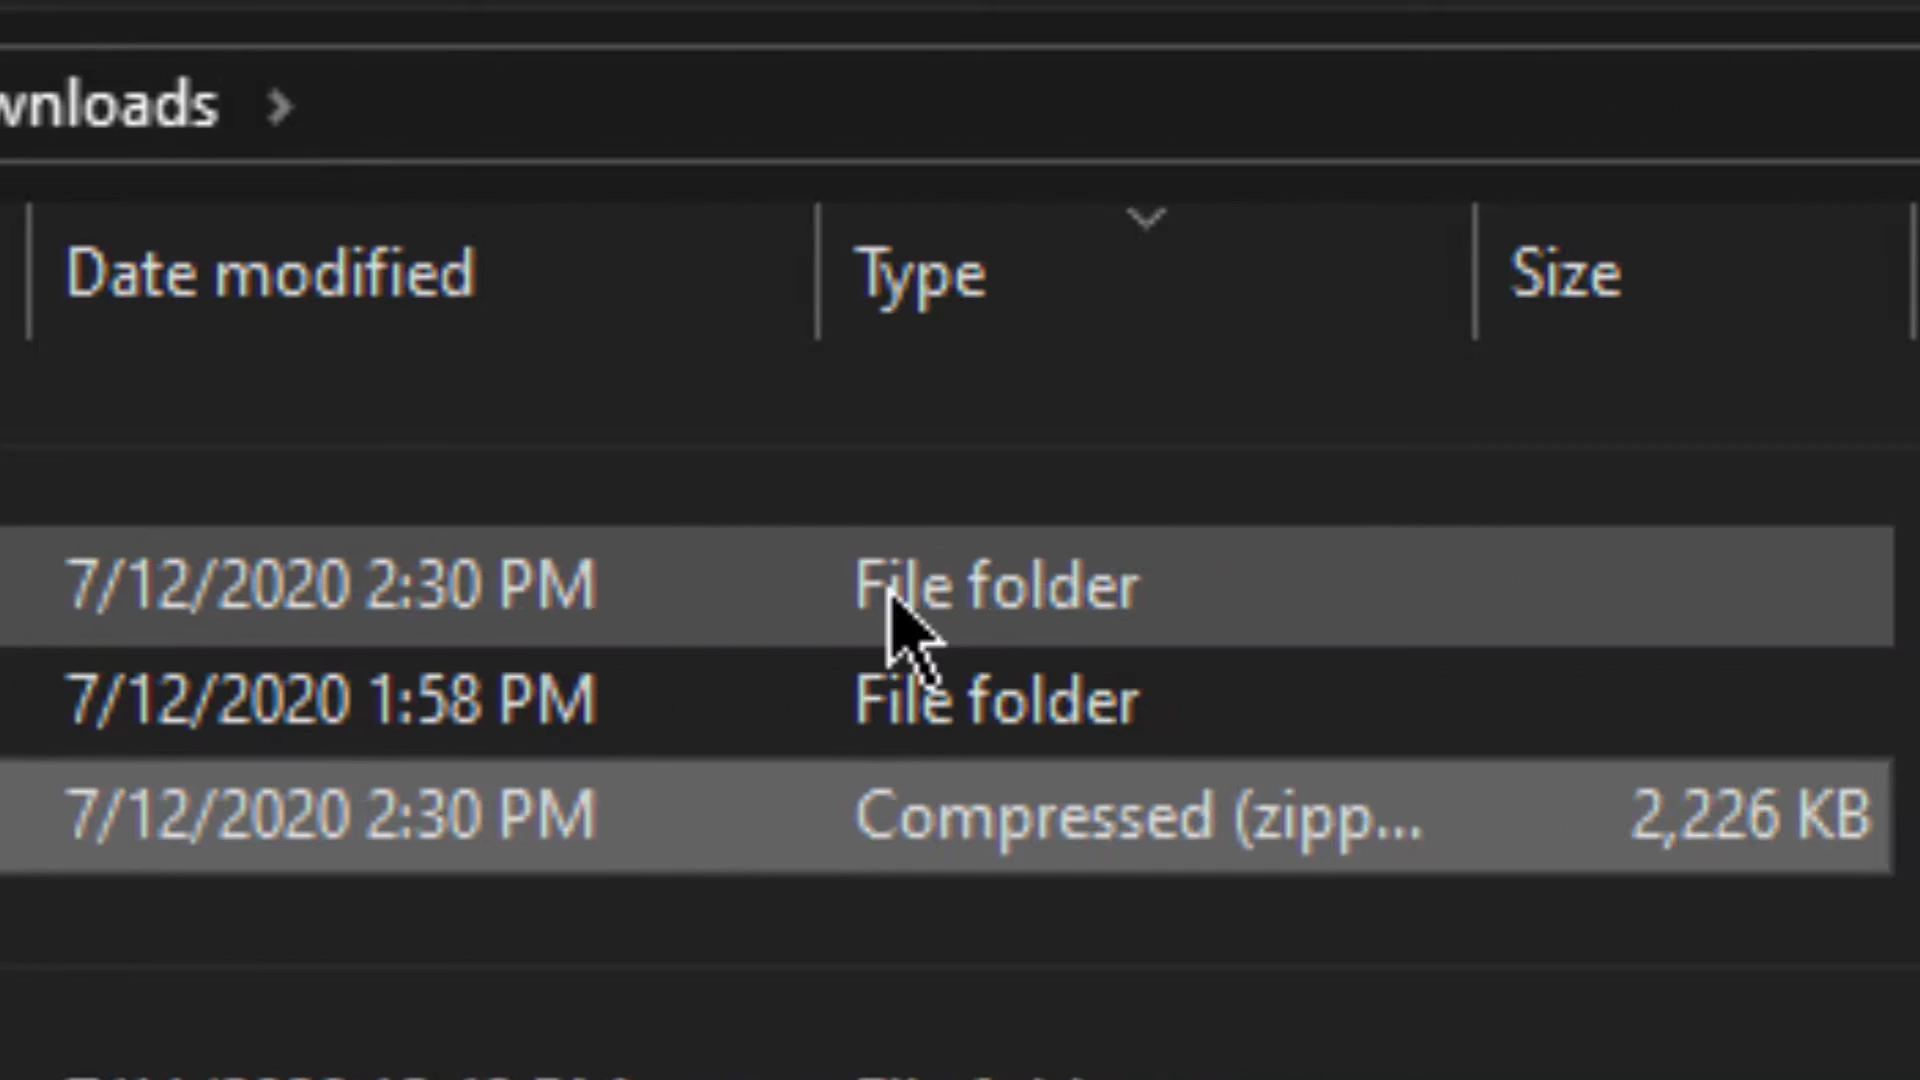 wnloads
Date modified Type Size
7/12/2020 2:30 PM File folder
7/12/2020 1:58 PM File folder
7/12/2020 2:30 PM Compressed (zipp... 2,226 KB